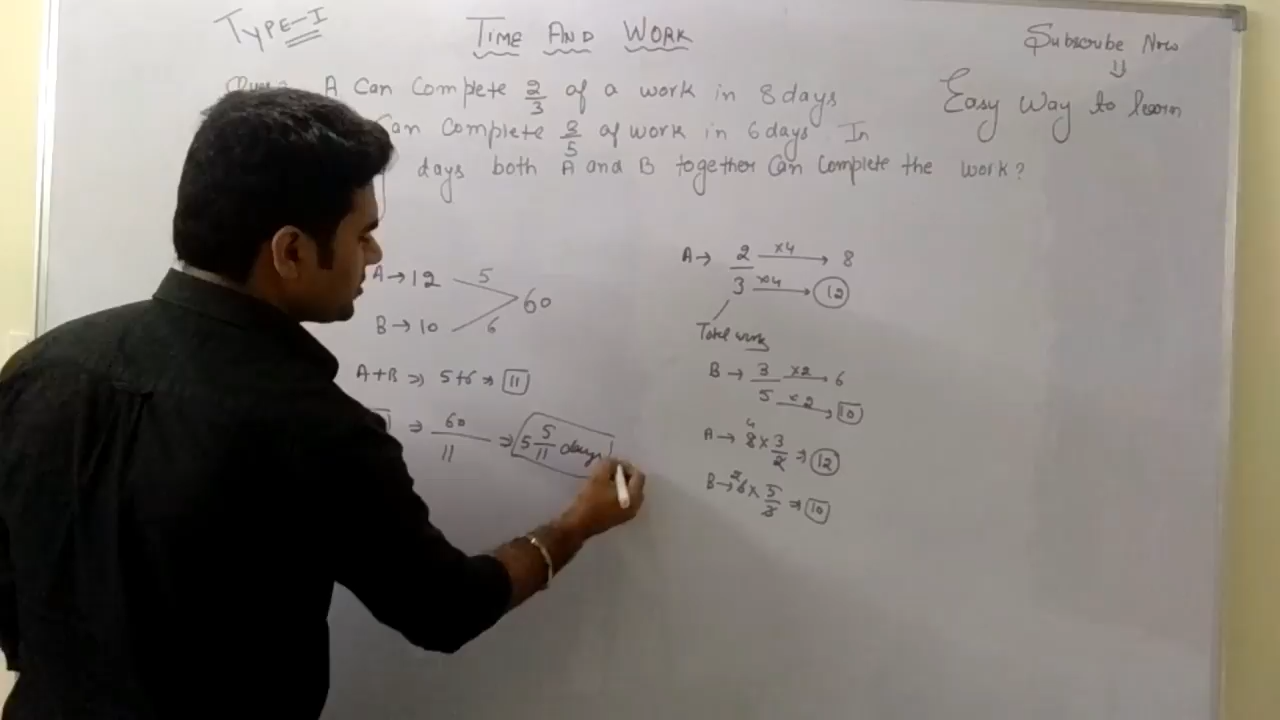 TYPE-I
TIME AND WORK
Subscribe Now
Easy Way to learn
A Can Complete 2/3 of a work in 8 days
Can Complete 3/5 of work in 6 days In
days both A and B together Can Complete the work?
A → 12 5
60
B → 10 6
A+B ⇒ 5+6 ⇒ 11
⇒ 60/11 ⇒ 5 5/11 days
A → 2 ×4 → 8
3 ×4 → 12
Total work
B → 3 ×2 → 6
5 ×2 → 10
4
A → 8 × 3/2 ⇒ 12
2
B → 6 × 5/3 ⇒ 10